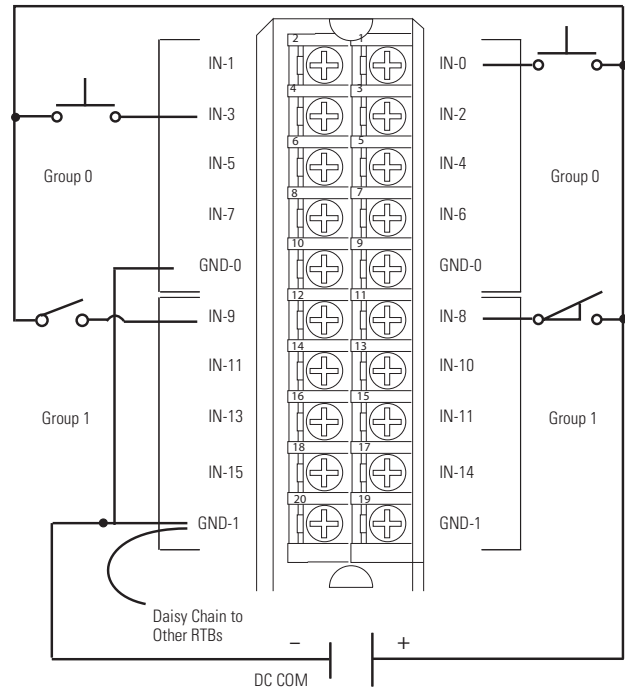 2 1
IN-1 IN-0
4 3
IN-3 IN-2
6 5
IN-5 IN-4
Group 0 Group 0
8 7
IN-7 IN-6
10 9
GND-0 GND-0
12 11
IN-9 IN-8
14 13
IN-11 IN-10
16 15
IN-13 IN-11
Group 1 Group 1
18 17
IN-15 IN-14
20 19
GND-1 GND-1
Daisy Chain to
Other RTBs
– +
DC COM